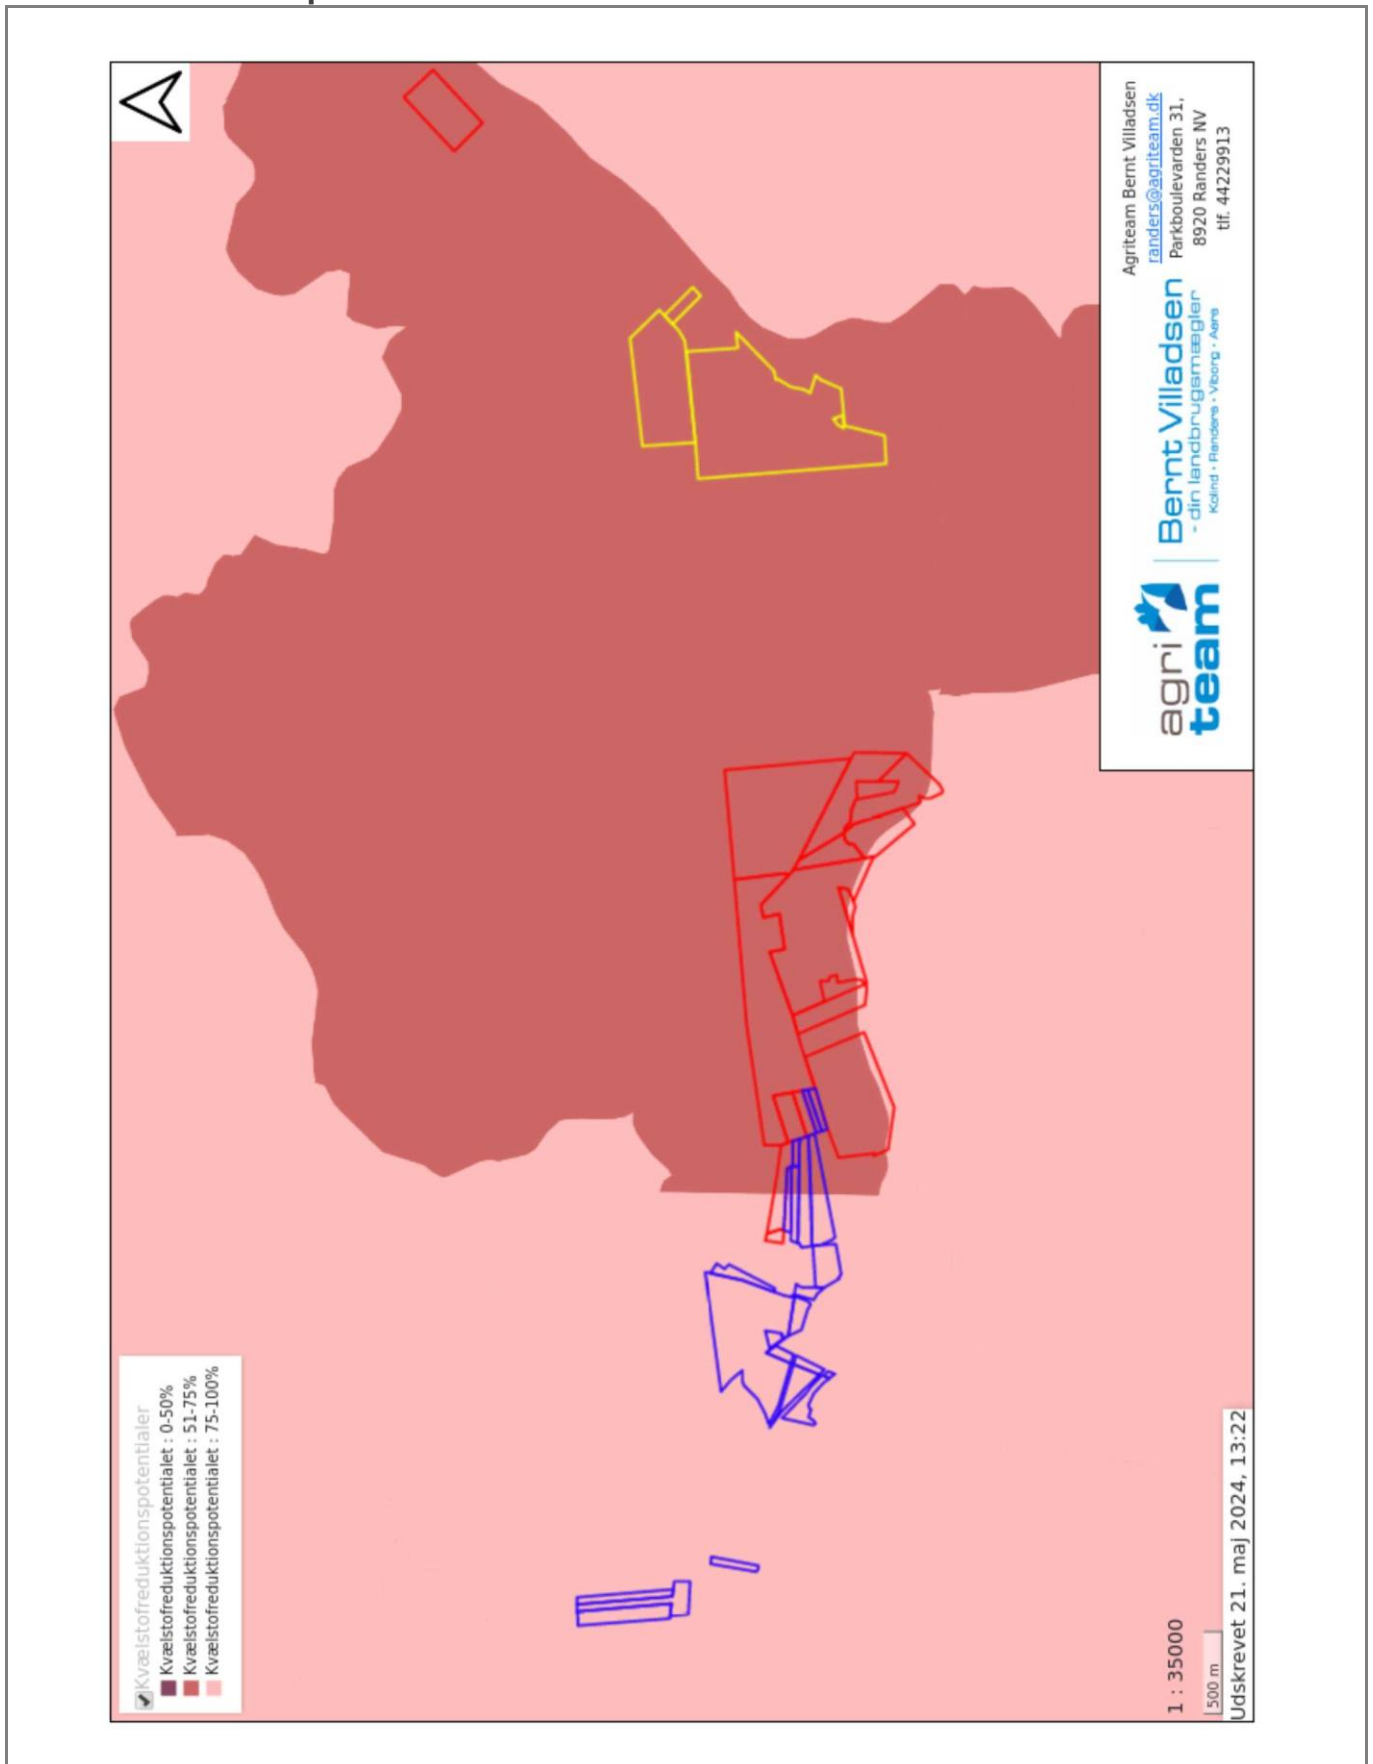 Kvælstofreduktionspotentialer
Kvælstofreduktionspotentialet : 0-50%
Kvælstofreduktionspotentialet : 51-75%
Kvælstofreduktionspotentialet : 75-100%
1 : 35000
500 m
Udskrevet 21. maj 2024, 13:22
agri
team
Bernt Villadsen
- din landbrugsmægler
Kolind • Randers • Viborg • Aars
Agriteam Bernt Villadsen
randers@agriteam.dk
Parkboulevarden 31,
8920 Randers NV
tlf. 44229913